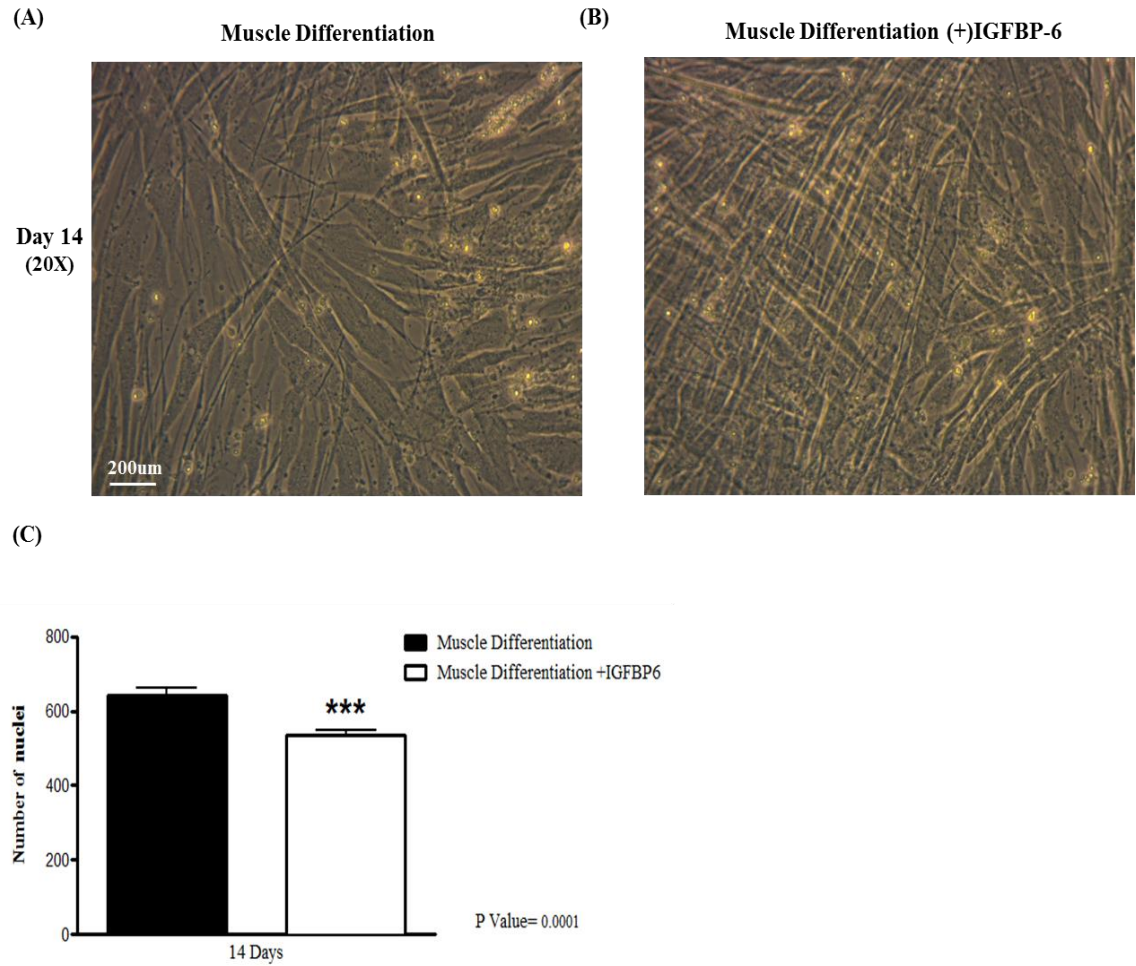 (A)
Muscle Differentiation
(B)
Muscle Differentiation (+)IGFBP-6
Day 14
(20X)
200um
(C)
800
600
400
200
0
Number of nuclei
Muscle Differentiation
Muscle Differentiation +IGFBP6
***
14 Days
P Value= 0.0001